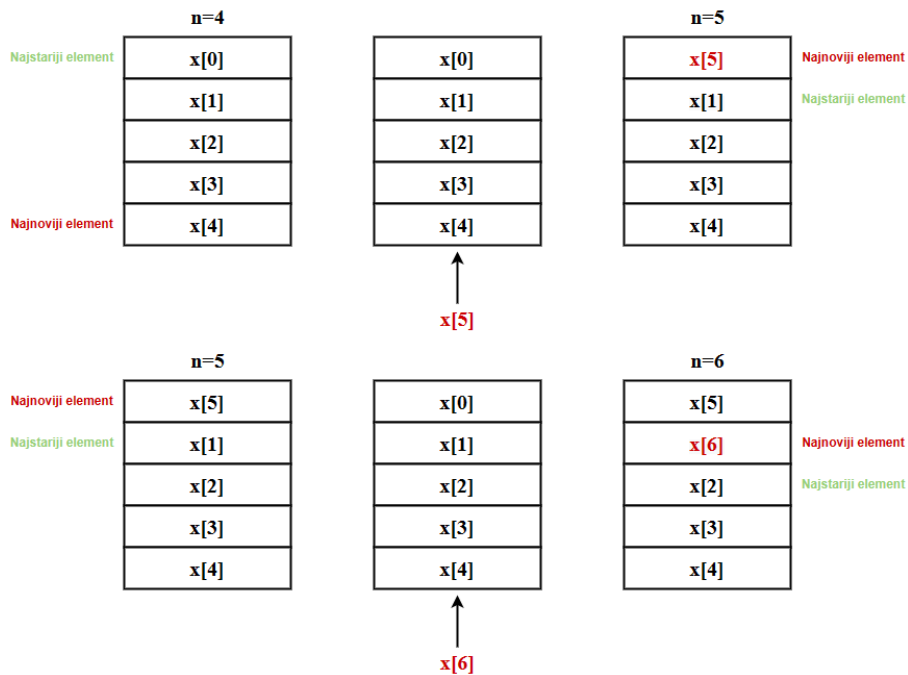 n=4
n=5
Najstariji element
x[0]
x[0]
x[5]
Najnoviji element
x[1]
x[1]
x[1]
Najstariji element
x[2]
x[2]
x[2]
x[3]
x[3]
x[3]
Najnoviji element
x[4]
x[4]
x[4]
x[5]
n=5
n=6
Najnoviji element
x[5]
x[0]
x[5]
Najstariji element
x[1]
x[1]
x[6]
Najnoviji element
x[2]
x[2]
x[2]
Najstariji element
x[3]
x[3]
x[3]
x[4]
x[4]
x[4]
x[6]